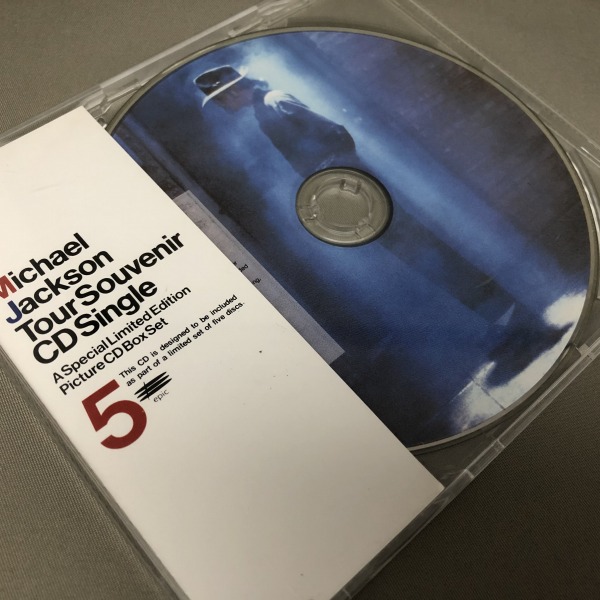 Michael
Jackson
Tour Souvenir
CD Single
A Special Limited Edition
Picture CD Box Set
5
This CD is designed to be included
as part of a limited set of five discs.
epic